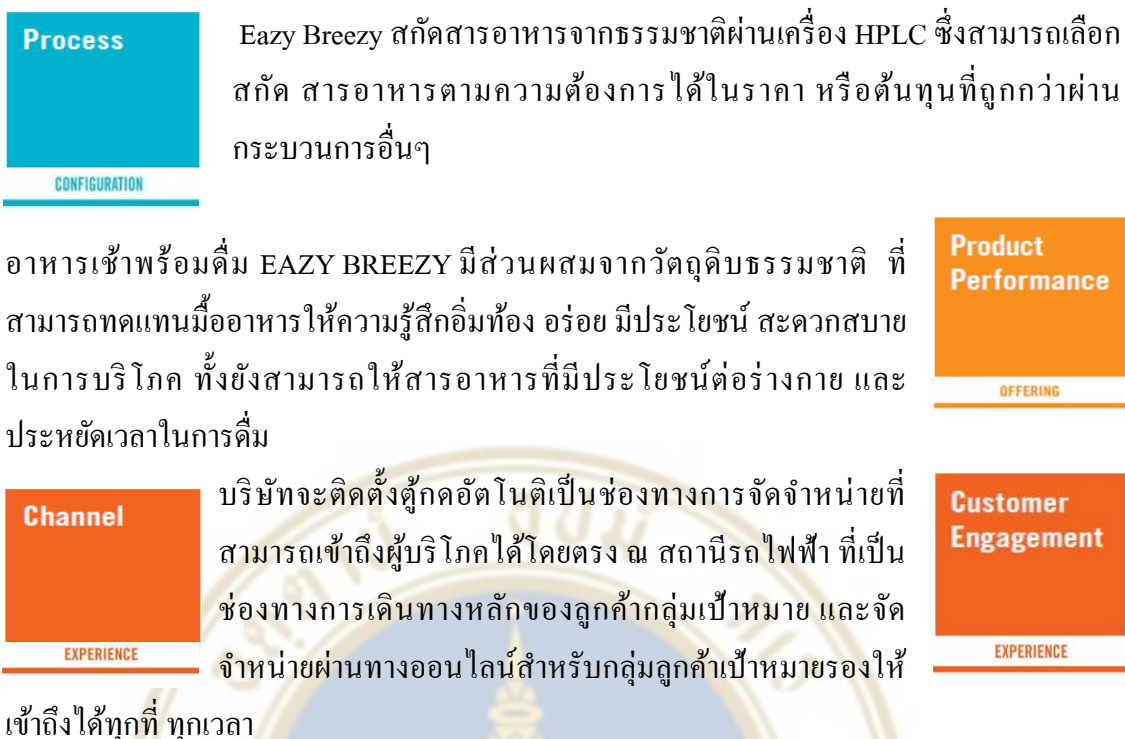 Process
CONFIGURATION
Eazy Breezy สกัดสารอาหารจากธรรมชาติผ่านเครื่อง HPLC ซึ่งสามารถเลือก
สกัด สารอาหารตามความต้องการได้ในราคา หรือต้นทุนที่ถูกกว่าผ่าน
กระบวนการอื่นๆ
อาหารเช้าพร้อมดื่ม EAZY BREEZY มีส่วนผสมจากวัตถุดิบธรรมชาติ ที่
สามารถทดแทนมื้ออาหารให้ความรู้สึกอิ่มท้อง อร่อย มีประโยชน์ สะดวกสบาย
ในการบริโภค ทั้งยังสามารถให้สารอาหารที่มีประโยชน์ต่อร่างกาย และ
ประหยัดเวลาในการดื่ม
Product
Performance
OFFERING
Channel
EXPERIENCE
บริษัทจะติดตั้งตู้กดอัตโนติเป็นช่องทางการจัดจำหน่ายที่
สามารถเข้าถึงผู้บริโภคได้โดยตรง ณ สถานีรถไฟฟ้า ที่เป็น
ช่องทางการเดินทางหลักของลูกค้ากลุ่มเป้าหมาย และจัด
จำหน่ายผ่านทางออนไลน์สำหรับกลุ่มลูกค้าเป้าหมายรองให้
เข้าถึงได้ทุกที่ ทุกเวลา
Customer
Engagement
EXPERIENCE